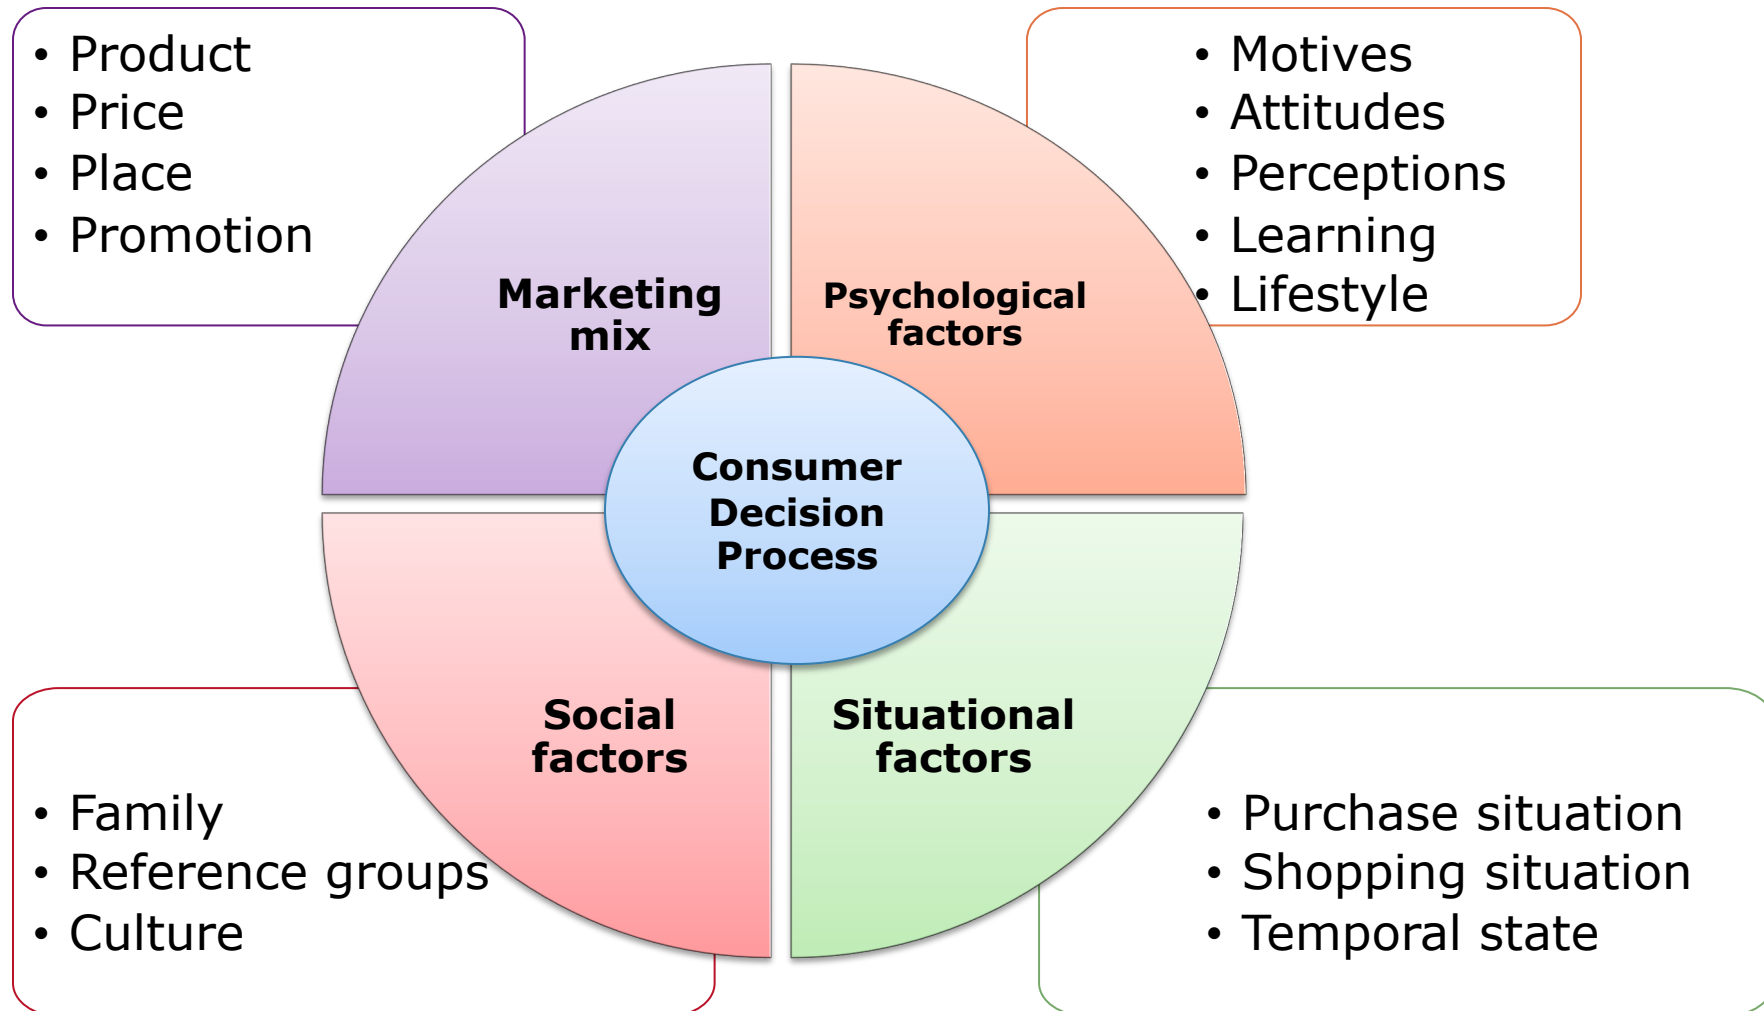 • Product
• Price
• Place
• Promotion
• Motives
• Attitudes
• Perceptions
• Learning
• Lifestyle
Marketing
mix
Psychological
factors
Consumer
Decision
Process
Social
factors
Situational
factors
• Family
• Reference groups
• Culture
• Purchase situation
• Shopping situation
• Temporal state